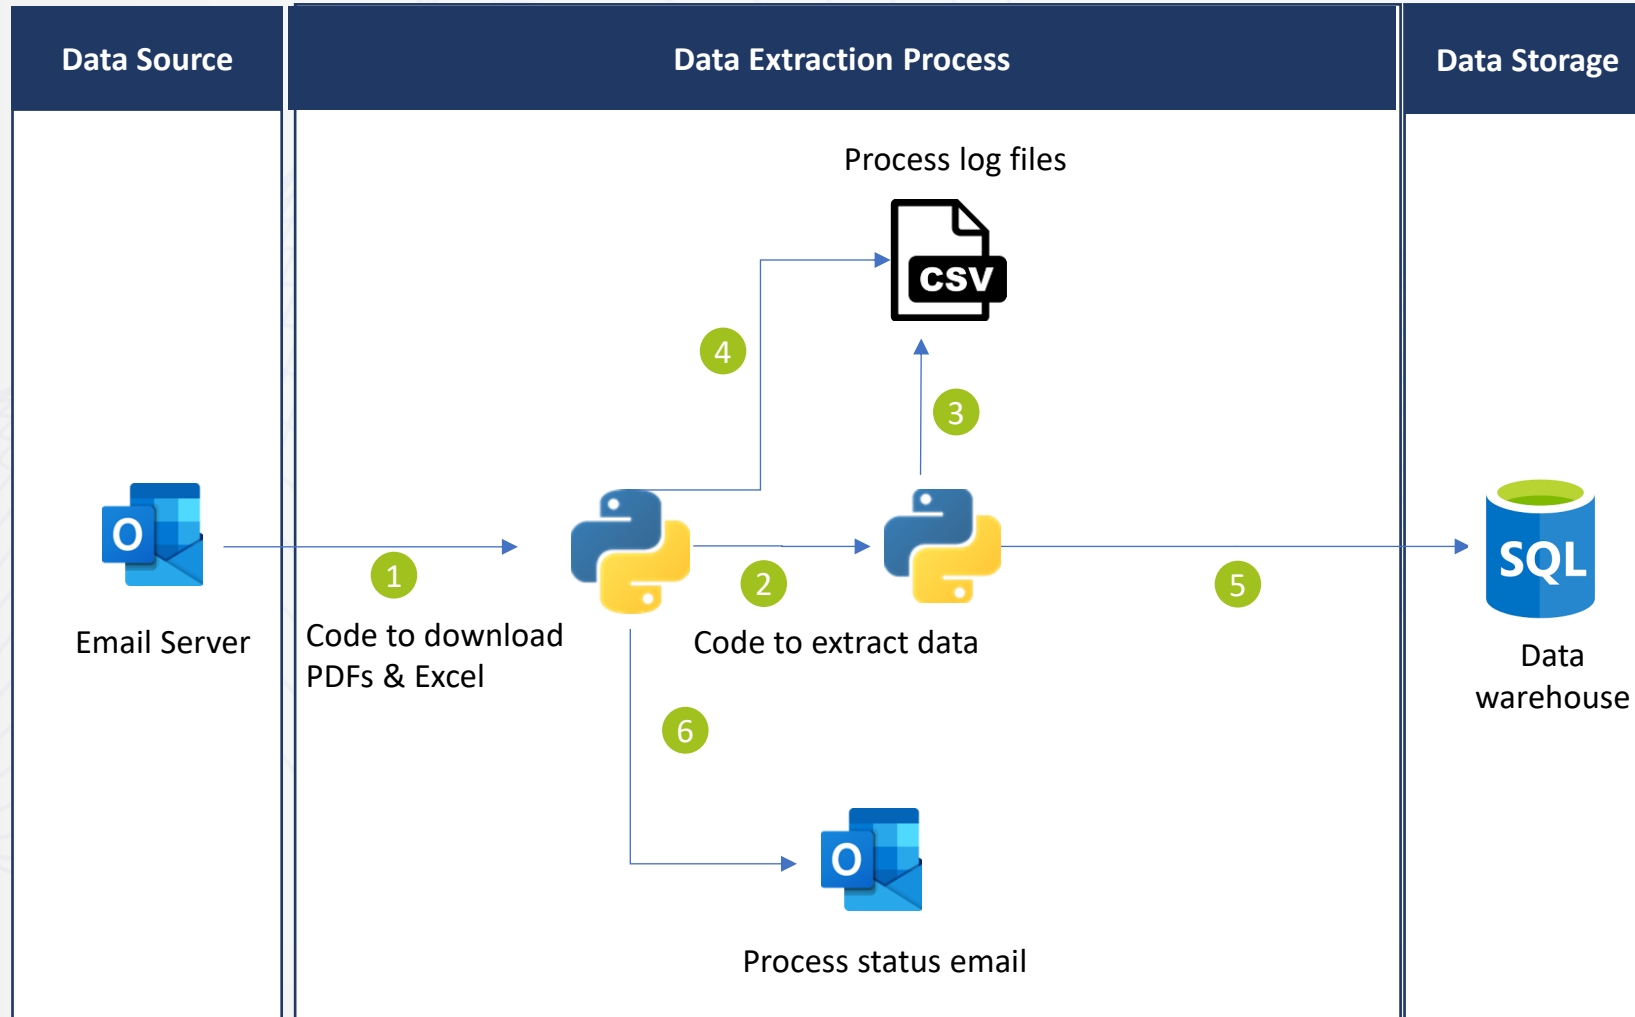 Data Source
Data Extraction Process
Data Storage
Process log files
CSV
4
3
O
SQL
1
2
5
Email Server
Code to download
PDFs & Excel
Code to extract data
Data
warehouse
6
O
Process status email